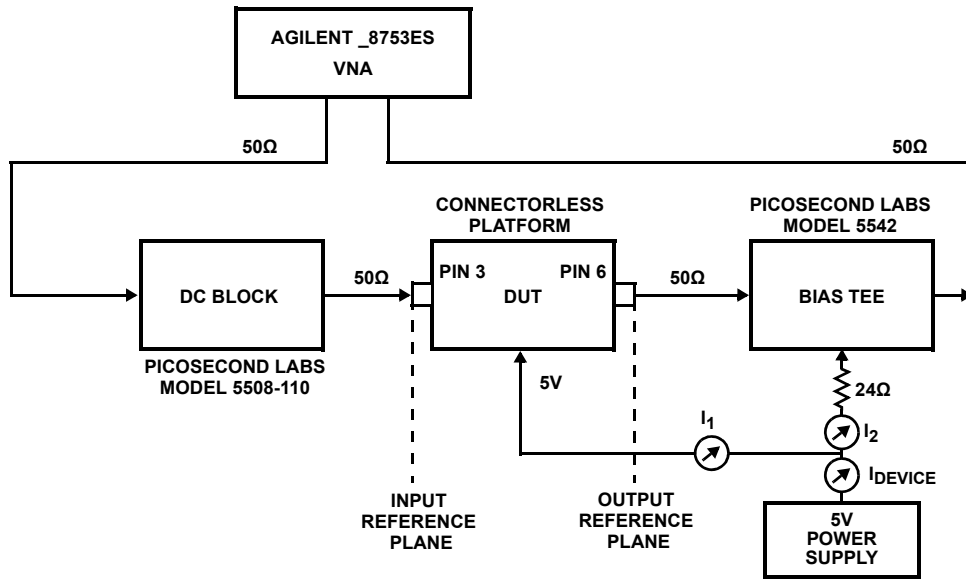 AGILENT _8753ES
VNA
50Ω
50Ω
CONNECTORLESS
PLATFORM
PICOSECOND LABS
MODEL 5542
DC BLOCK
50Ω
PIN 3
DUT
PIN 6
50Ω
BIAS TEE
PICOSECOND LABS
MODEL 5508-110
5V
24Ω
I1
I2
IDEVICE
INPUT
REFERENCE
PLANE
OUTPUT
REFERENCE
PLANE
5V
POWER
SUPPLY